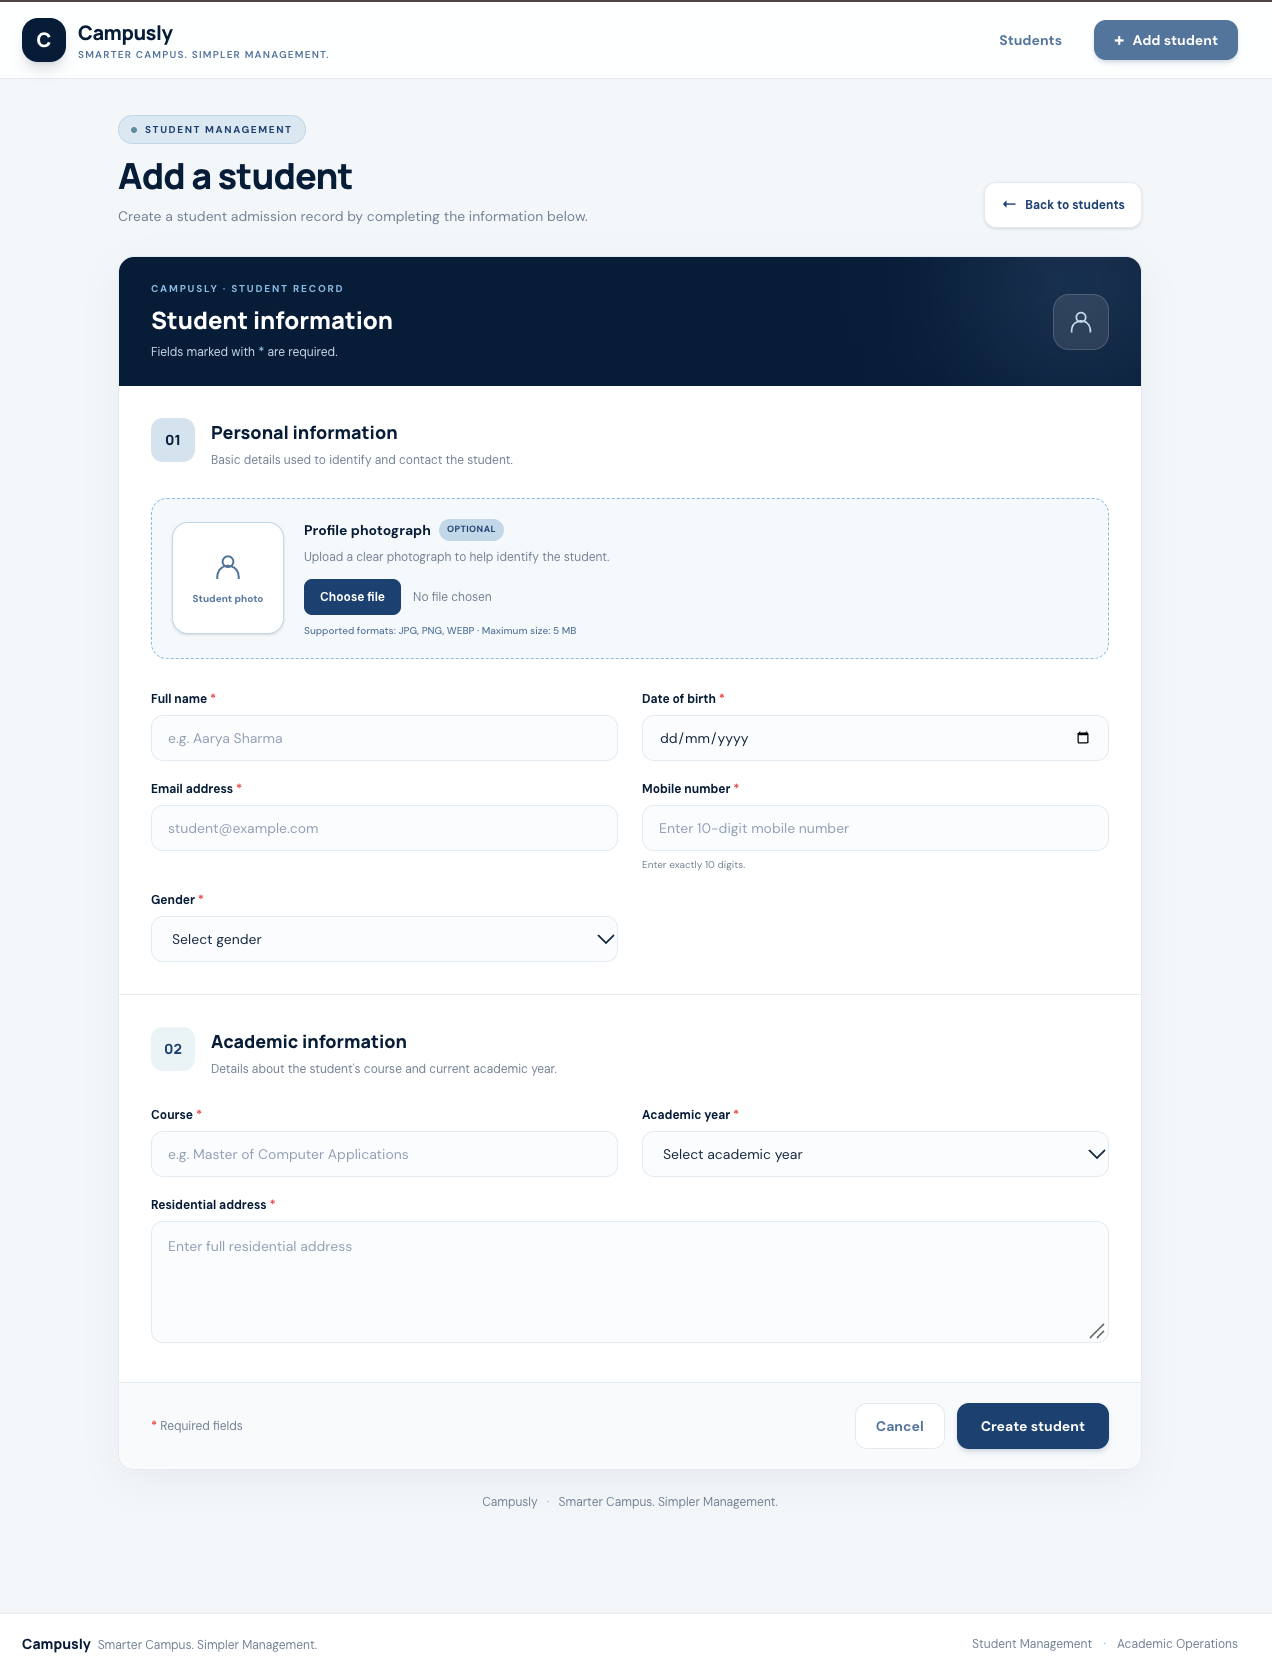 C
Campusly
SMARTER CAMPUS. SIMPLER MANAGEMENT.
Students
+ Add student
STUDENT MANAGEMENT
Add a student
Create a student admission record by completing the information below.
← Back to students
CAMPUSLY · STUDENT RECORD
Student information
Fields marked with * are required.
01
Personal information
Basic details used to identify and contact the student.
Student photo
Profile photograph OPTIONAL
Upload a clear photograph to help identify the student.
Choose file No file chosen
Supported formats: JPG, PNG, WEBP · Maximum size: 5 MB
Full name *
e.g. Aarya Sharma
Date of birth *
dd/mm/yyyy
Email address *
student@example.com
Mobile number *
Enter 10-digit mobile number
Enter exactly 10 digits.
Gender *
Select gender
02
Academic information
Details about the student's course and current academic year.
Course *
e.g. Master of Computer Applications
Academic year *
Select academic year
Residential address *
Enter full residential address
* Required fields
Cancel
Create student
Campusly · Smarter Campus. Simpler Management.
Campusly Smarter Campus. Simpler Management.
Student Management · Academic Operations